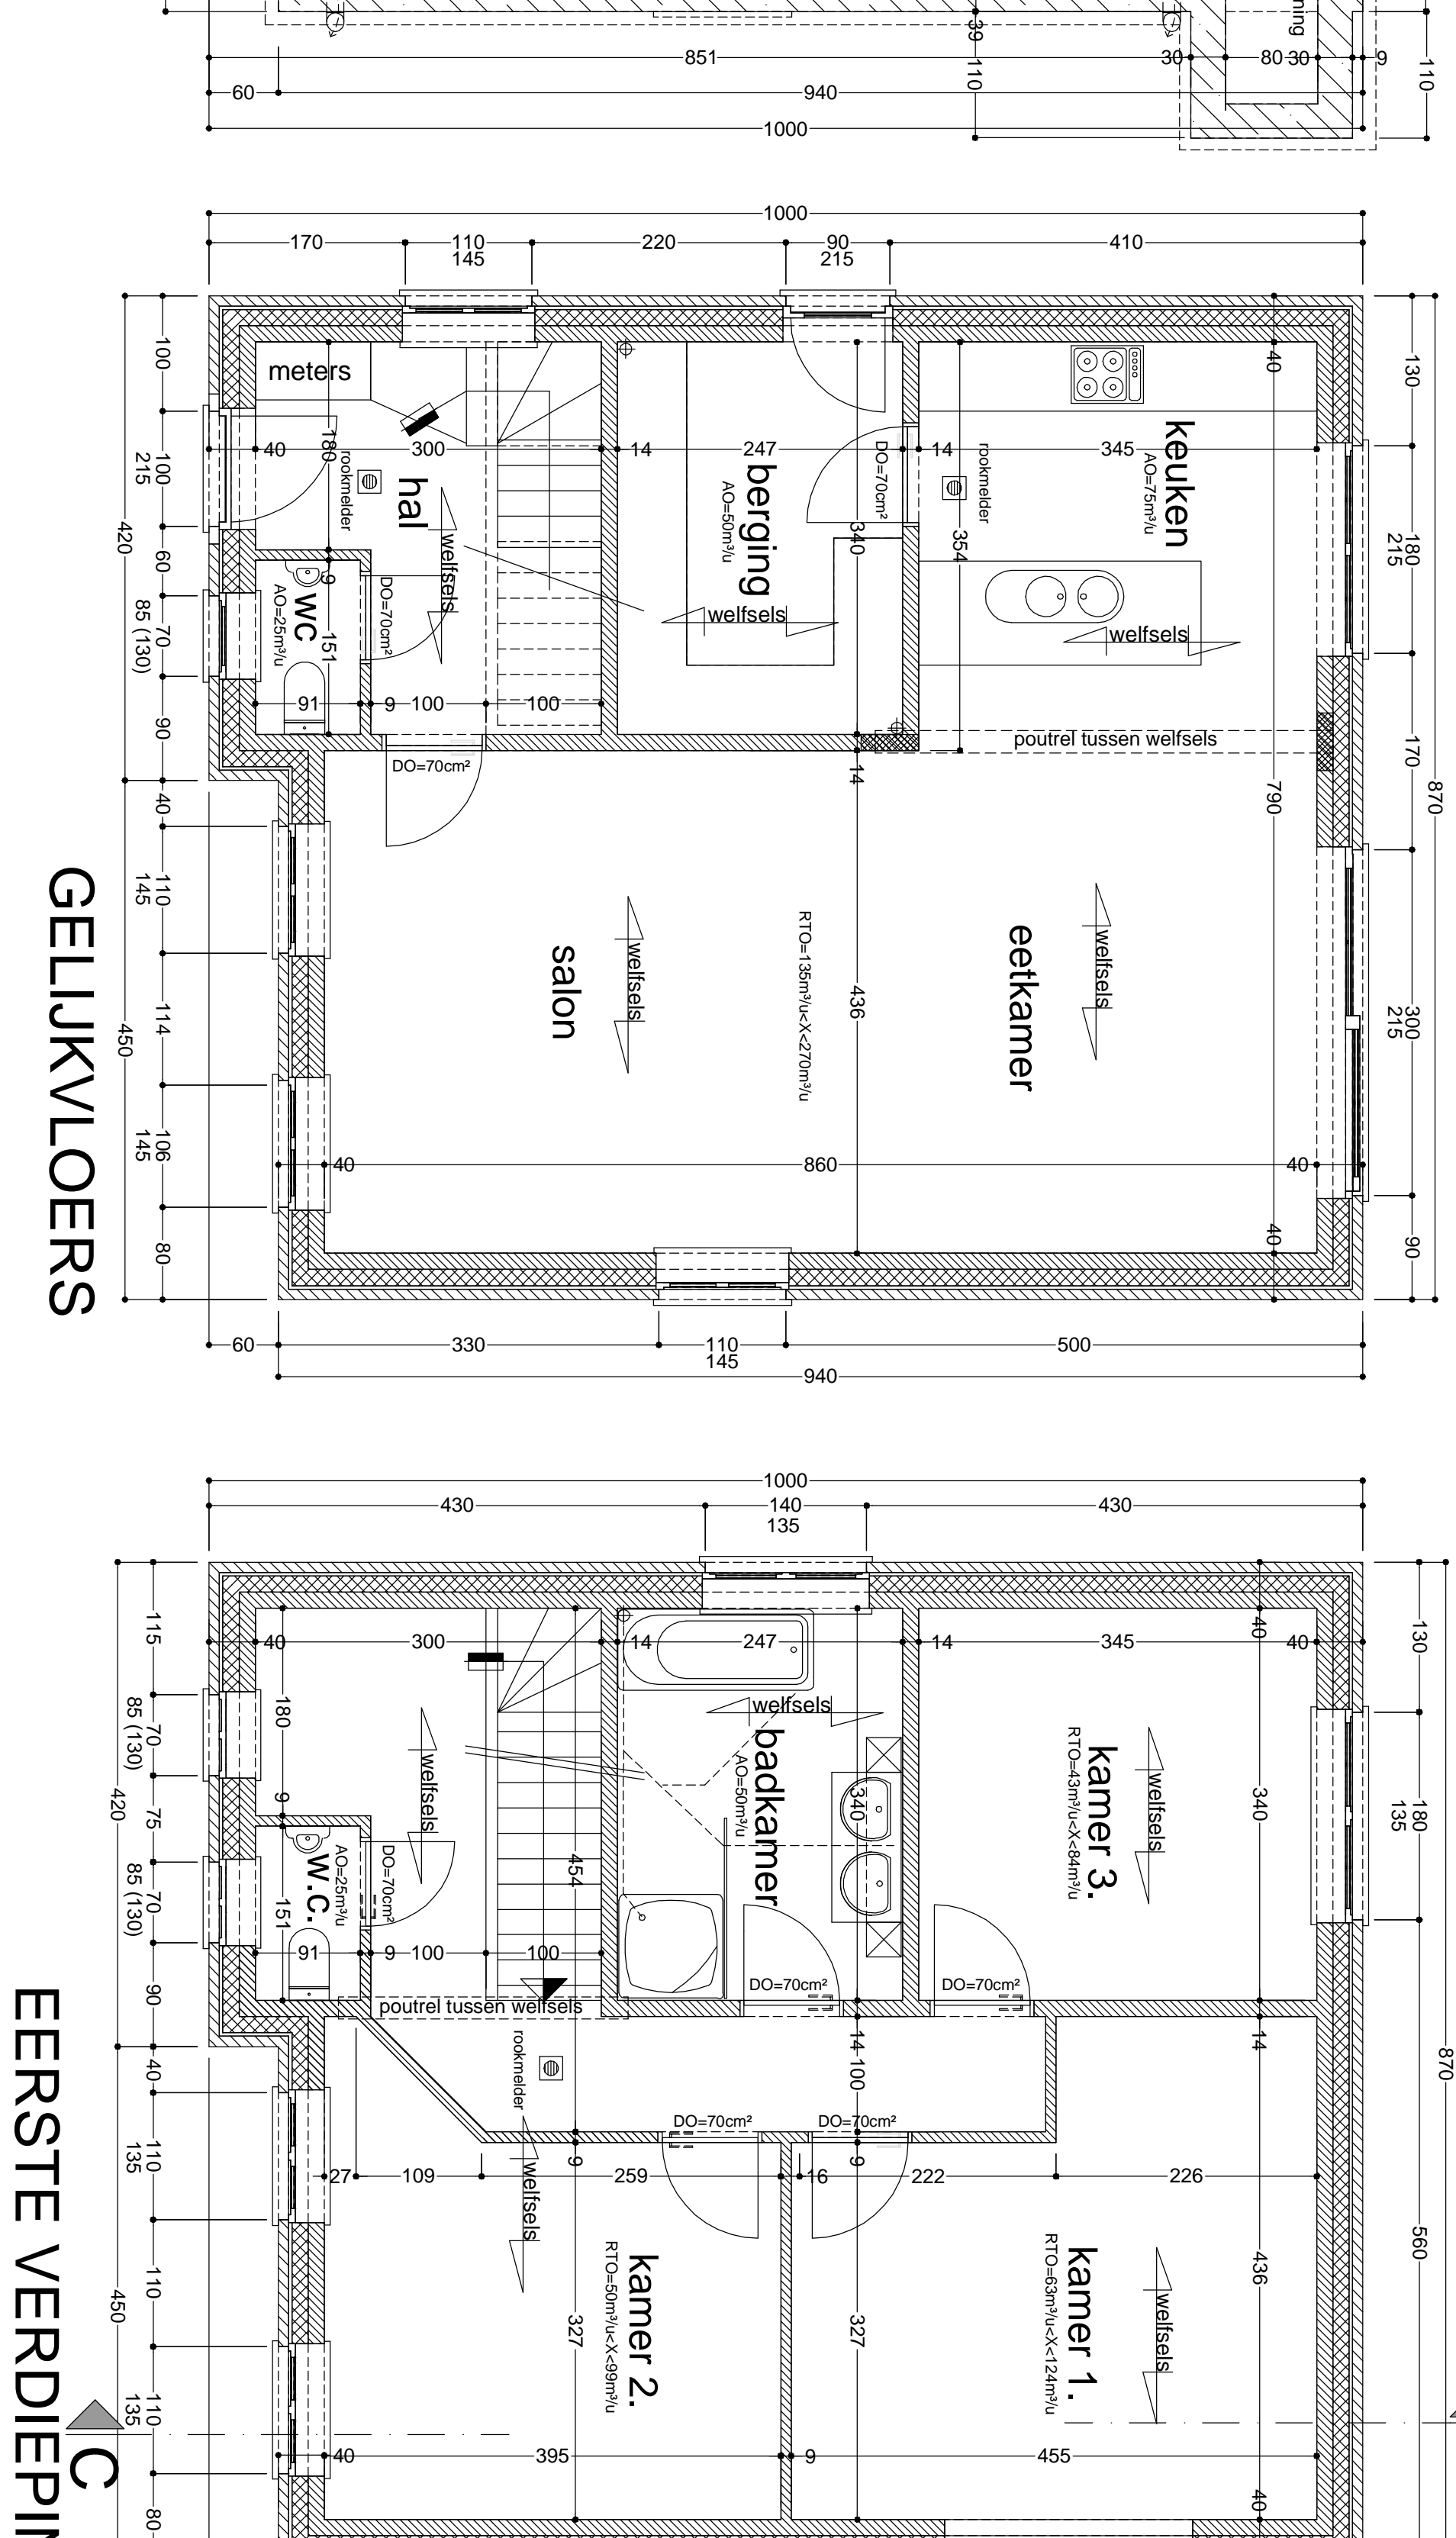 ning
39
110
851
30
80
30
9
110
60
940
1000
1000
170
110
145
220
90
215
410
100
100
215
420
60
70
85 (130)
90
40
110
145
114
450
106
145
80
meters
40
180
300
14
247
14
345
40
rookmelder
hal
welfsels
berging
AO=50m³/u
DO=70cm²
340
354
rookmelder
keuken
AO=75m³/u
welfsels
welfsels
9
wc
AO=25m³/u
151
DO=70cm²
91
9
100
100
DO=70cm²
14
poutrel tussen welfsels
790
130
180
215
170
870
300
215
90
salon
welfsels
RTO=135m³/u<X<270m³/u
436
eetkamer
welfsels
40
860
40
40
60
330
110
145
500
940
GELIJKVLOERS
1000
430
140
135
430
115
70
85 (130)
420
75
70
85 (130)
90
40
110
135
110
450
110
135
80
40
300
14
247
14
345
40
40
180
9
welfsels
454
welfsels
badkamer
AO=50m³/u
340
kamer 3.
RTO=43m³/u<X<84m³/u
welfsels
340
130
180
135
870
560
w.c.
AO=25m³/u
151
DO=70cm²
91
9
100
100
DO=70cm²
DO=70cm²
poutrel tussen welfsels
rookmelder
14
100
14
DO=70cm²
DO=70cm²
9
9
27
109
259
16
222
226
welfsels
kamer 2.
RTO=50m³/u<X<99m³/u
327
327
kamer 1.
RTO=63m³/u<X<124m³/u
436
welfsels
40
395
9
455
40
C
EERSTE VERDIEPIN